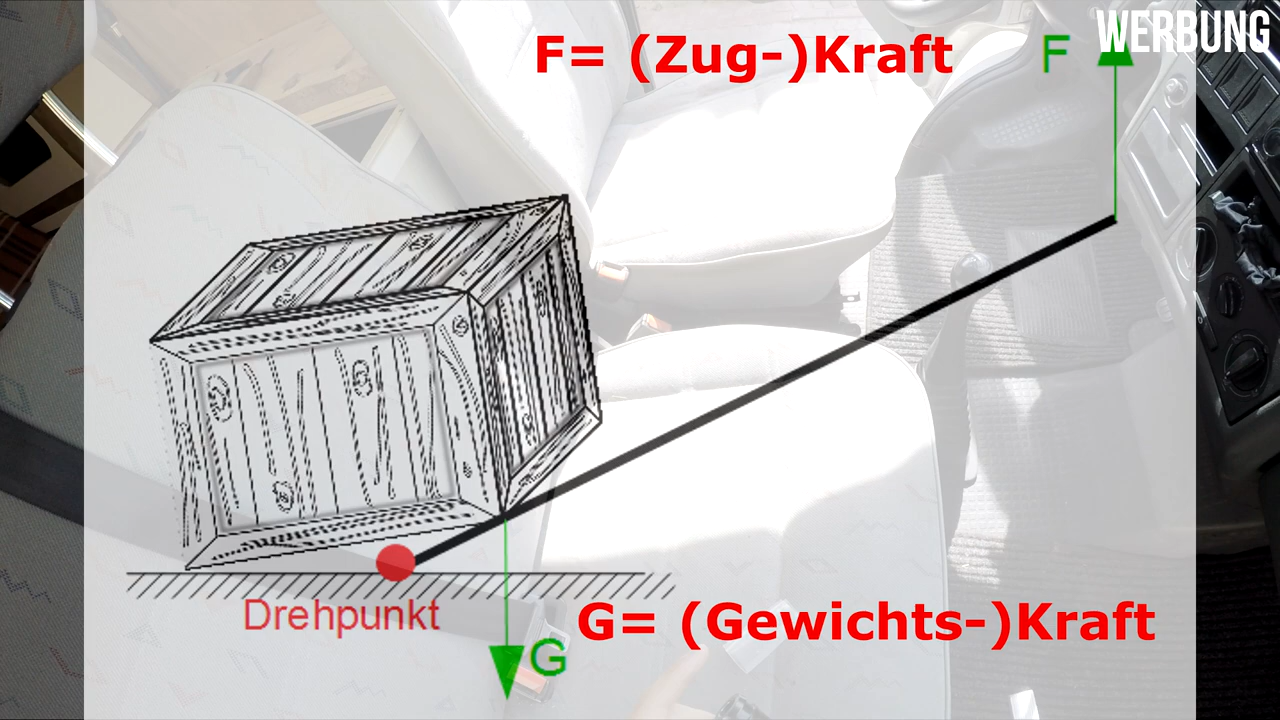 WERBUNG
F= (Zug-)Kraft
F
Drehpunkt
G= (Gewichts-)Kraft
G